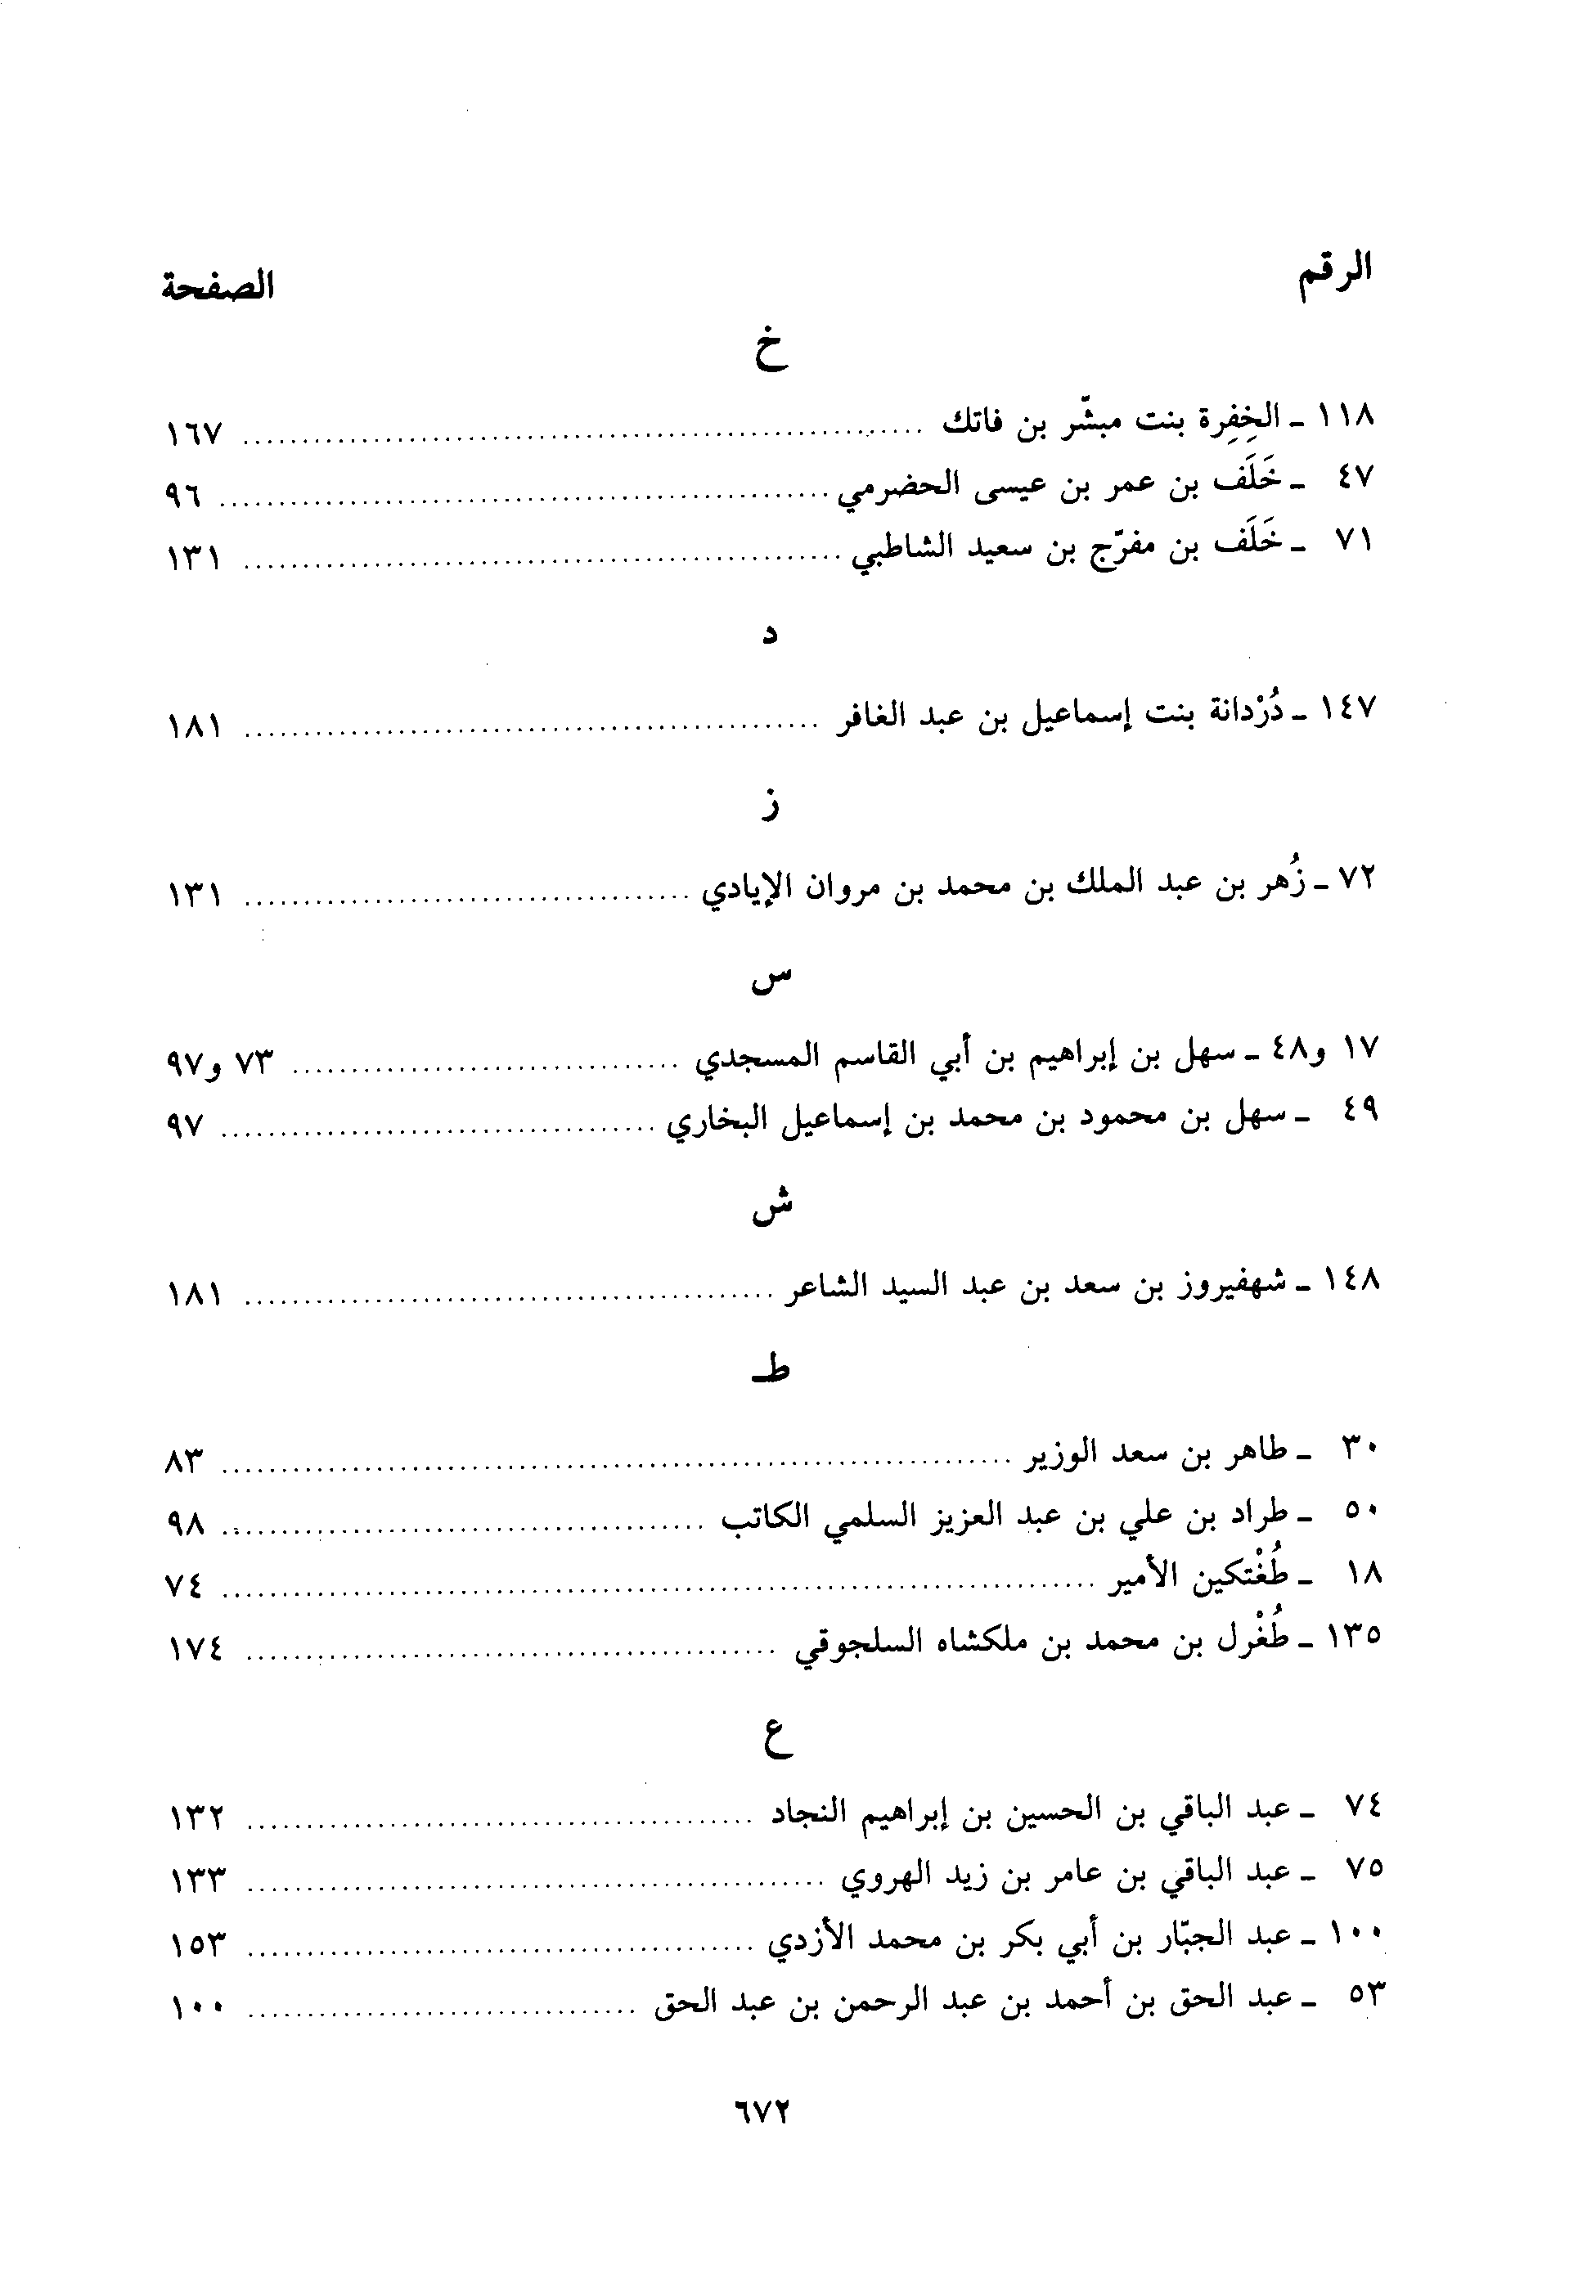 الرقم الصفحة
خ
١١٨ ـ الخِفِرة بنت مبشّر بن فاتك ................ ١٦٧
٤٧ ـ خَلَف بن عمر بن عيسى الحضرمي ................ ٩٦
٧١ ـ خَلَف بن مفرّج بن سعيد الشاطبي ................ ١٣١
د
١٤٧ ـ دُرْدانة بنت إسماعيل بن عبد الغافر ................ ١٨١
ز
٧٢ ـ زُهر بن عبد الملك بن محمد بن مروان الإيادي ................ ١٣١
س
١٧ و٤٨ ـ سهل بن إبراهيم بن أبي القاسم المسجدي ................ ٧٣ و٩٧
٤٩ ـ سهل بن محمود بن محمد بن إسماعيل البخاري ................ ٩٧
ش
١٤٨ ـ شهفيروز بن سعد بن عبد السيد الشاعر ................ ١٨١
طـ
٣٠ ـ طاهر بن سعد الوزير ................ ٨٣
٥٠ ـ طراد بن علي بن عبد العزيز السلمي الكاتب ................ ٩٨
١٨ ـ طُغْتكين الأمير ................ ٧٤
١٣٥ ـ طُغْرل بن محمد بن ملكشاه السلجوقي ................ ١٧٤
ع
٧٤ ـ عبد الباقي بن الحسين بن إبراهيم النجاد ................ ١٣٢
٧٥ ـ عبد الباقي بن عامر بن زيد الهروي ................ ١٣٣
١٠٠ ـ عبد الجبّار بن أبي بكر بن محمد الأزدي ................ ١٥٣
٥٣ ـ عبد الحق بن أحمد بن عبد الرحمن بن عبد الحق ................ ١٠٠
٦٧٢